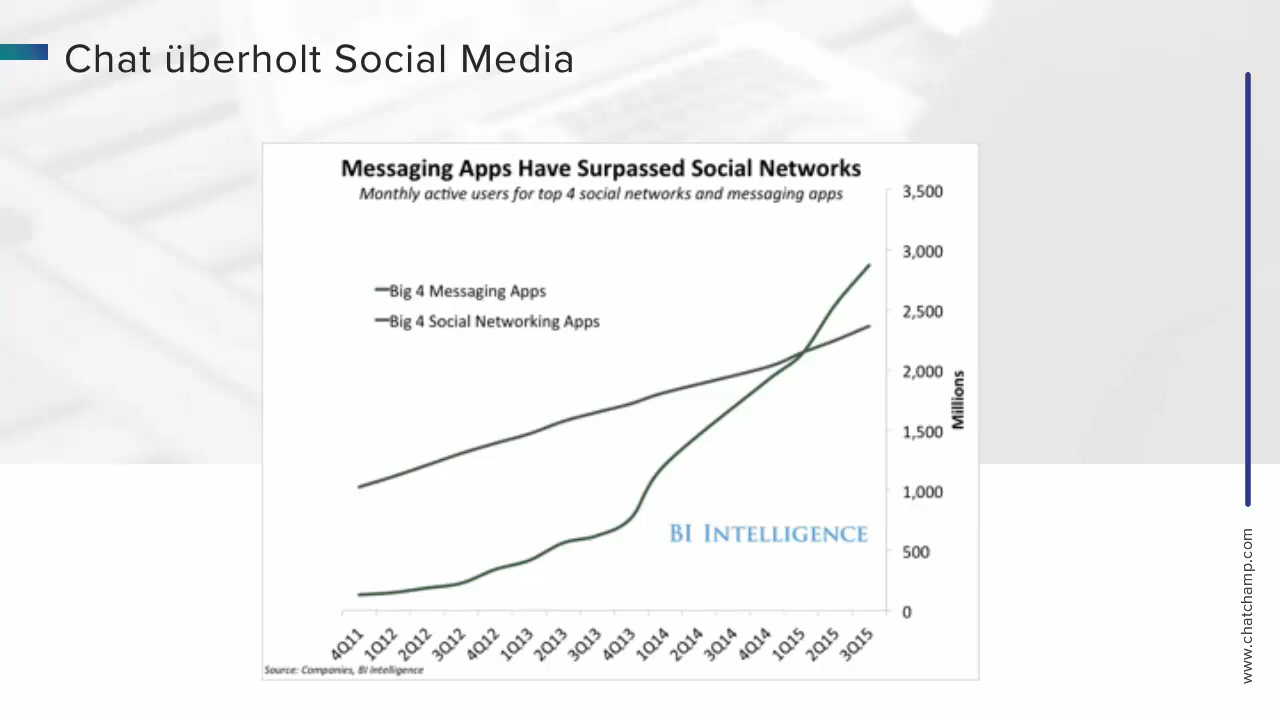 Chat überholt Social Media
Messaging Apps Have Surpassed Social Networks
Monthly active users for top 4 social networks and messaging apps
3,500
3,000
2,500
2,000
1,500
1,000
500
0
Millions
Big 4 Messaging Apps
Big 4 Social Networking Apps
BI INTELLIGENCE
4Q11
1Q12
2Q12
3Q12
4Q12
1Q13
2Q13
3Q13
4Q13
1Q14
2Q14
3Q14
4Q14
1Q15
2Q15
3Q15
Source: Companies, BI Intelligence
www.chatchamp.com